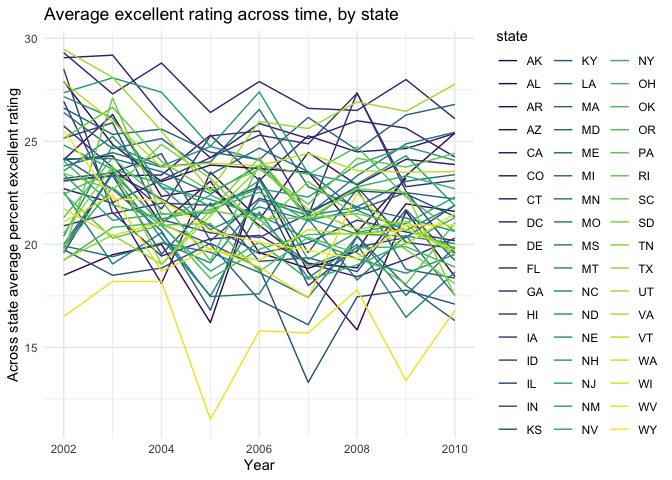 Average excellent rating across time, by state
Across state average percent excellent rating
30
25
20
15
2002
2004
2006
2008
2010
Year
state
AK
AL
AR
AZ
CA
CO
CT
DC
DE
FL
GA
HI
IA
ID
IL
IN
KS
KY
LA
MA
MD
ME
MI
MN
MO
MS
MT
NC
ND
NE
NH
NJ
NM
NV
NY
OH
OK
OR
PA
RI
SC
SD
TN
TX
UT
VA
VT
WA
WI
WV
WY